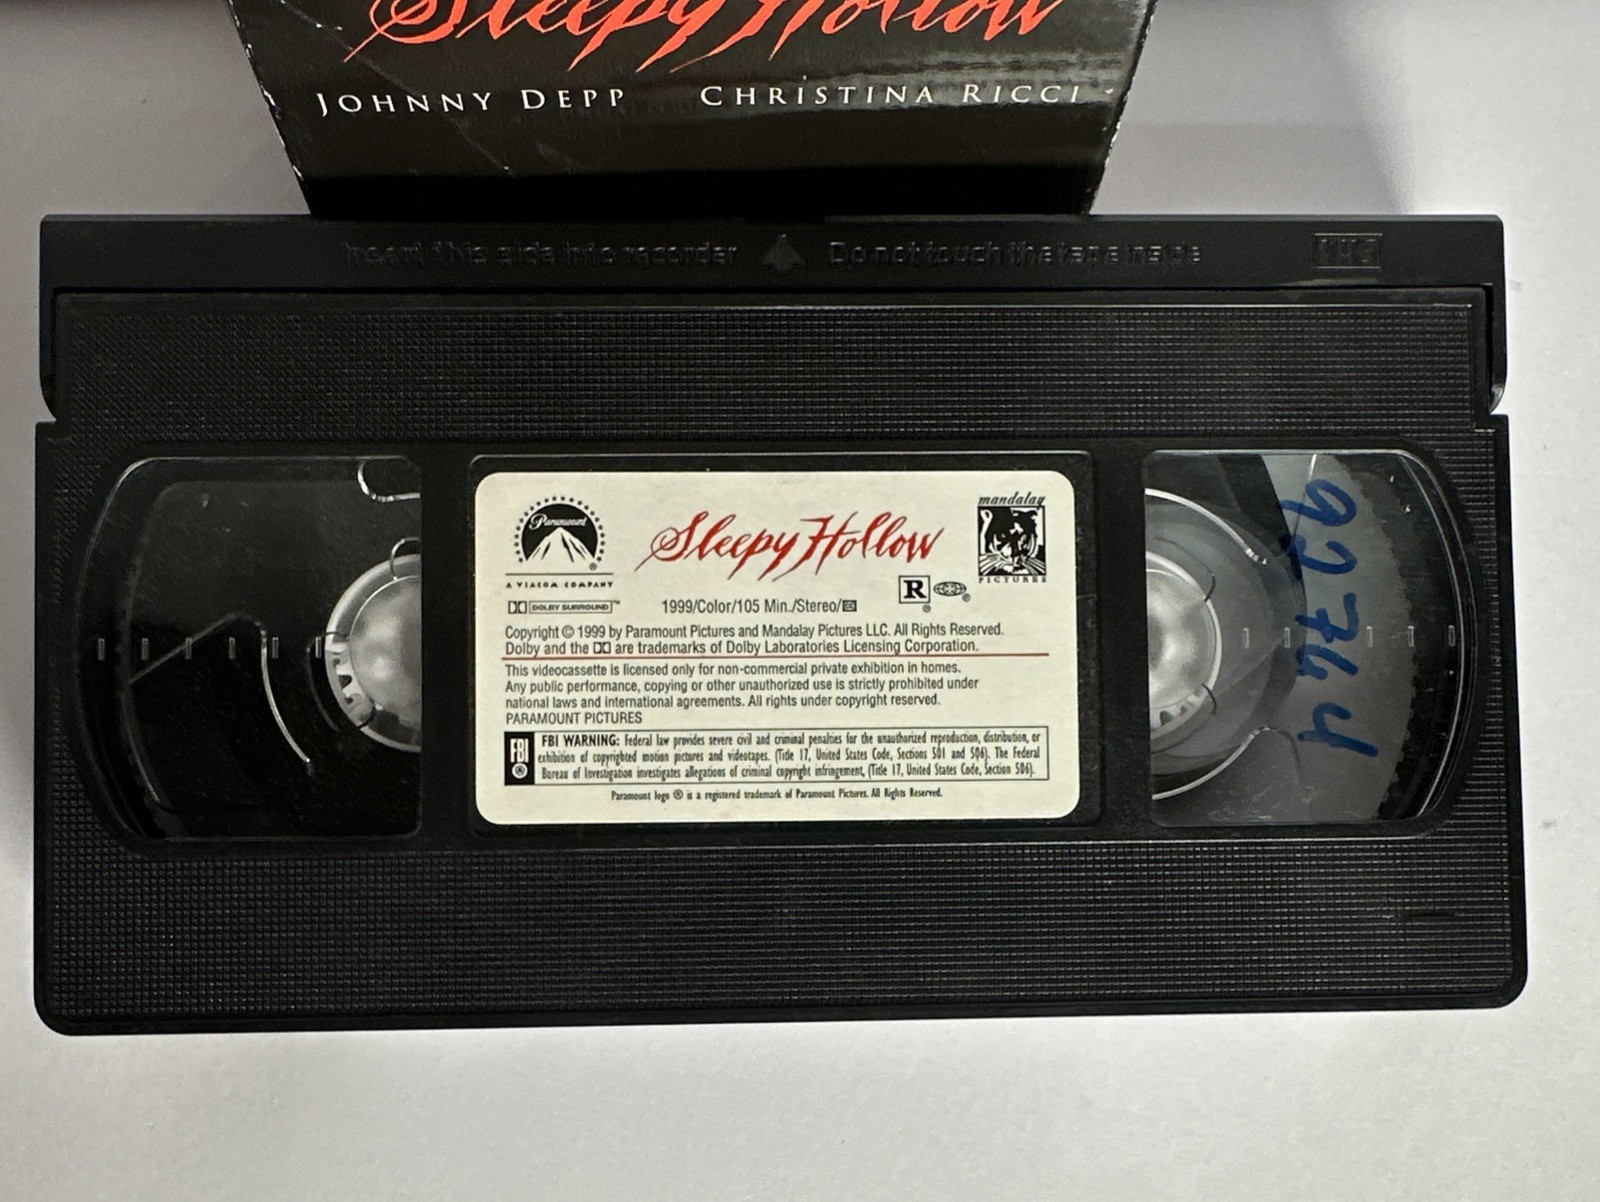 Sleepy Hollow
JOHNNY DEPP CHRISTINA RICCI
Insert this side into recorder Do not touch the tape inside VHS
Paramount
®
A VIACOM COMPANY
Sleepy Hollow
mandalay
PICTURES
R
®
®
DOLBY SURROUND™
1999/Color/105 Min./Stereo/
Copyright © 1999 by Paramount Pictures and Mandalay Pictures LLC. All Rights Reserved.
Dolby and the are trademarks of Dolby Laboratories Licensing Corporation.
This videocassette is licensed only for non-commercial private exhibition in homes.
Any public performance, copying or other unauthorized use is strictly prohibited under
national laws and international agreements. All rights under copyright reserved.
PARAMOUNT PICTURES
FBI
®
FBI WARNING: Federal law provides severe civil and criminal penalties for the unauthorized reproduction, distribution, or
exhibition of copyrighted motion pictures and videotapes. (Title 17, United States Code, Sections 501 and 506). The Federal
Bureau of Investigation investigates allegations of criminal copyright infringement, (Title 17, United States Code, Section 506).
Paramount logo ® is a registered trademark of Paramount Pictures. All Rights Reserved.
92764